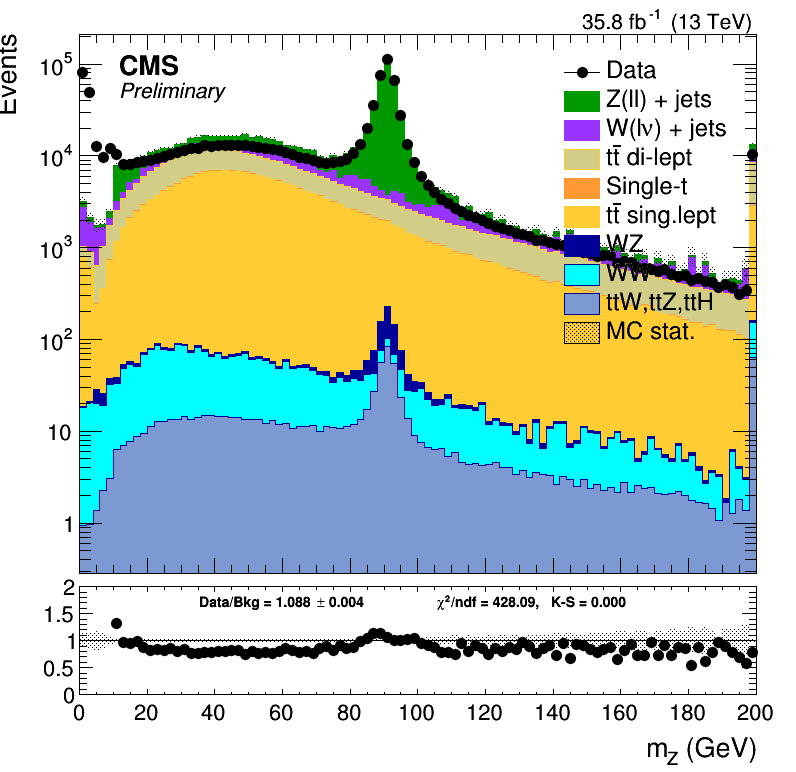 35.8 fb⁻¹ (13 TeV)
Events
CMS
Preliminary
10⁵
10⁴
10³
10²
10
1
Data
Z(ll) + jets
W(lv) + jets
tt̄ di-lept
Single-t
tt̄ sing.lept
WZ
WW
ttW,ttZ,ttH
MC stat.
Data/Bkg = 1.088 ± 0.004
χ²/ndf = 428.09, K-S = 0.000
2
1.5
1
0.5
0
0 20 40 60 80 100 120 140 160 180 200
m_Z (GeV)